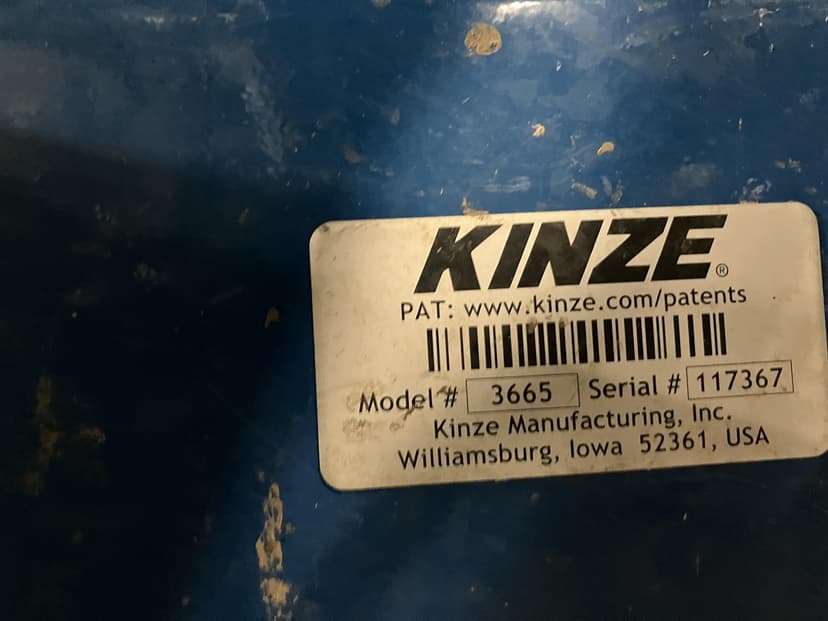 KINZE®
PAT: www.kinze.com/patents
Model # 3665 Serial # 117367
Kinze Manufacturing, Inc.
Williamsburg, Iowa 52361, USA